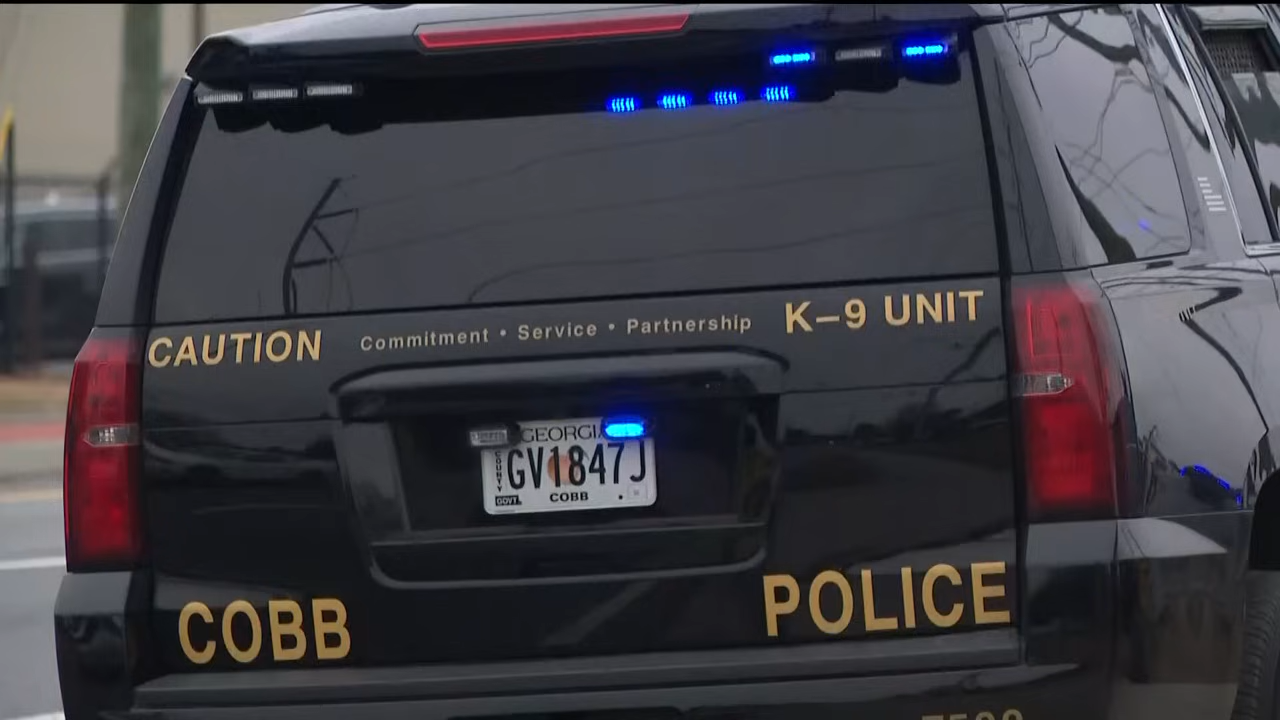 CAUTION Commitment • Service • Partnership K–9 UNIT
GEORGIA
COUNTY
GV1847J
GOVT.
COBB
COBB POLICE